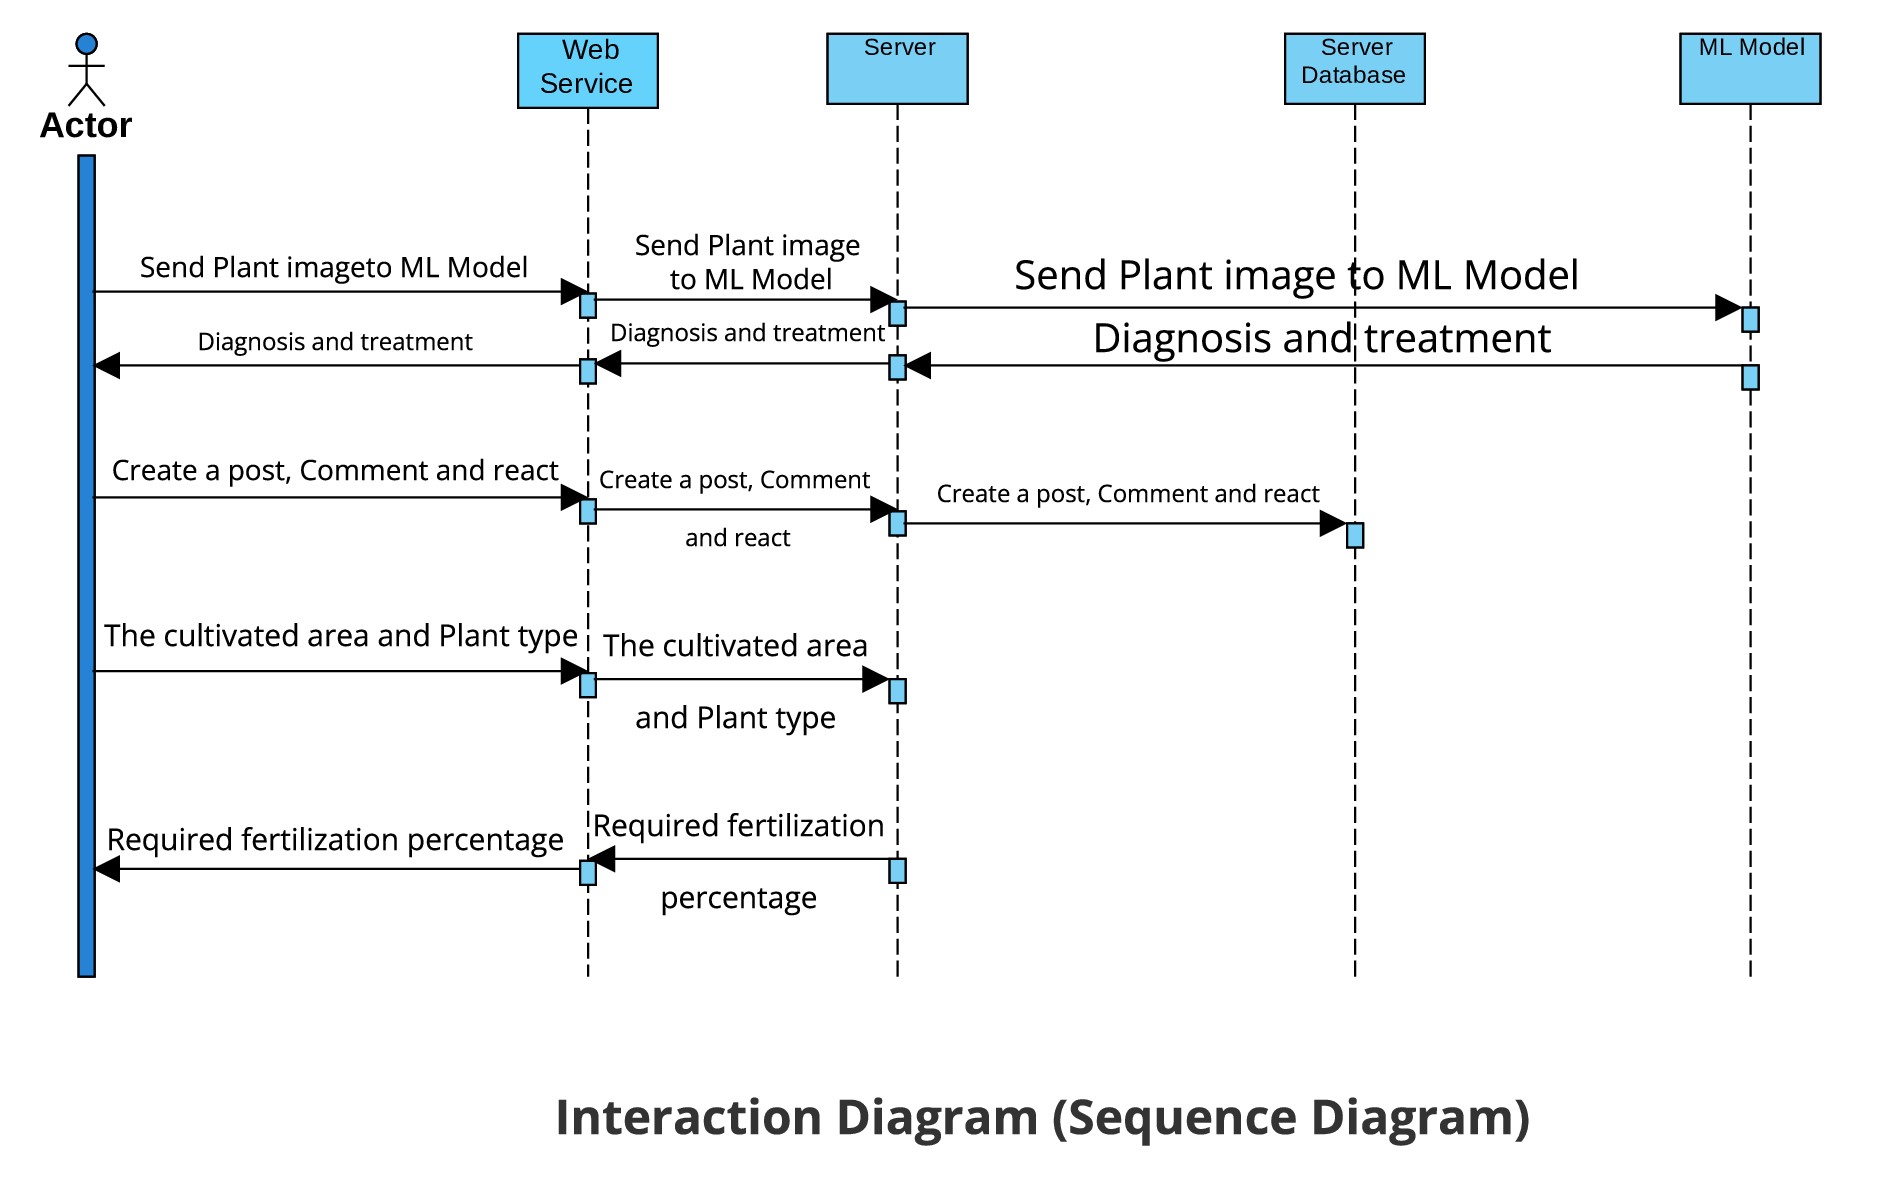 Actor
Web
Service
Server
Server
Database
ML Model
Send Plant imageto ML Model
Send Plant image
to ML Model
Send Plant image to ML Model
Diagnosis and treatment
Diagnosis and treatment
Diagnosis and treatment
Create a post, Comment and react
Create a post, Comment
and react
Create a post, Comment and react
The cultivated area and Plant type
The cultivated area
and Plant type
Required fertilization percentage
Required fertilization
percentage
Interaction Diagram (Sequence Diagram)